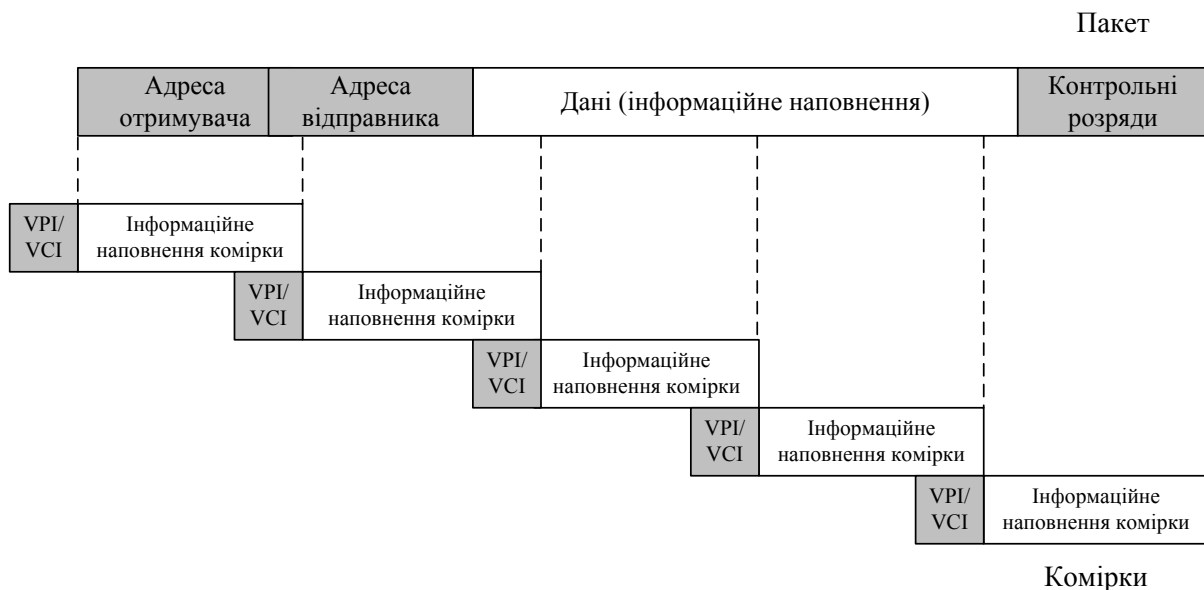 Пакет
Адреса
отримувача
Адреса
відправника
Дані (інформаційне наповнення)
Контрольні
розряди
VPI/
VCI
Інформаційне
наповнення комірки
VPI/
VCI
Інформаційне
наповнення комірки
VPI/
VCI
Інформаційне
наповнення комірки
VPI/
VCI
Інформаційне
наповнення комірки
VPI/
VCI
Інформаційне
наповнення комірки
Комірки